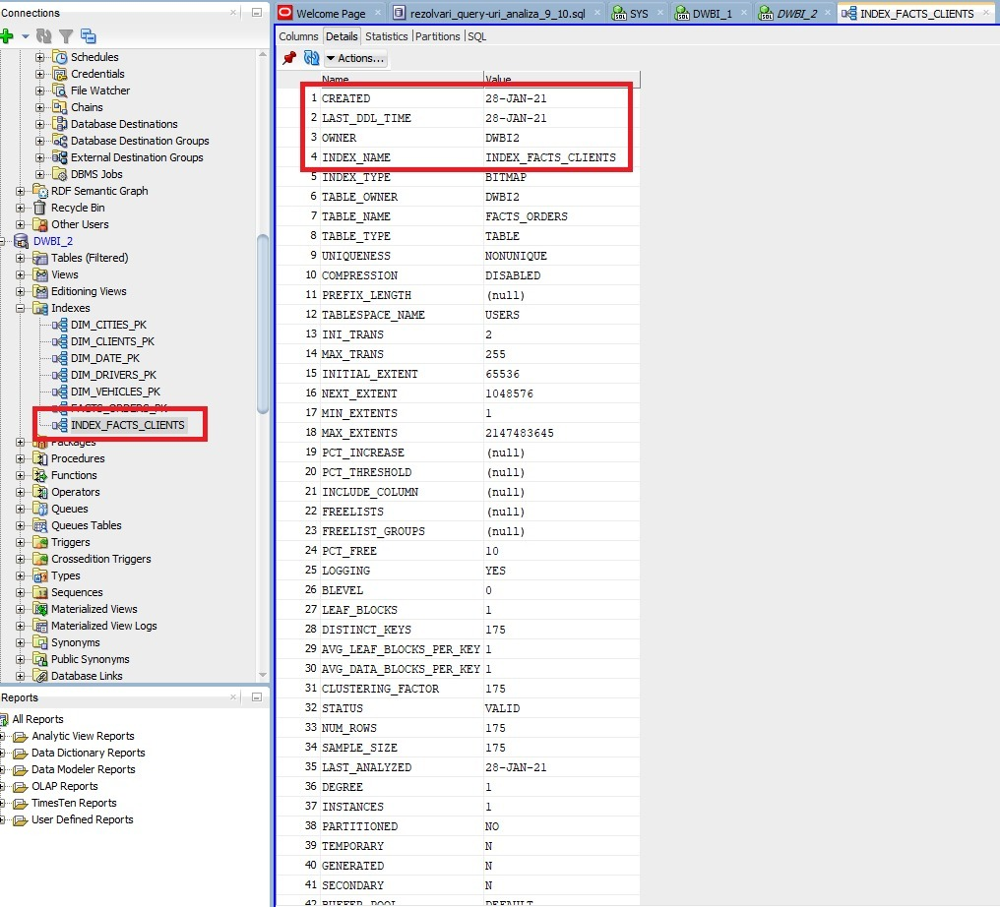 Connections
Schedules
Credentials
File Watcher
Chains
Database Destinations
Database Destination Groups
External Destination Groups
DBMS Jobs
RDF Semantic Graph
Recycle Bin
Other Users
DWBI_2
Tables (Filtered)
Views
Editioning Views
Indexes
DIM_CITIES_PK
DIM_CLIENTS_PK
DIM_DATE_PK
DIM_DRIVERS_PK
DIM_VEHICLES_PK
FACTS_ORDERS_PK
INDEX_FACTS_CLIENTS
Packages
Procedures
Functions
Operators
Queues
Queues Tables
Triggers
Crossedition Triggers
Types
Sequences
Materialized Views
Materialized View Logs
Synonyms
Public Synonyms
Database Links
Reports
All Reports
Analytic View Reports
Data Dictionary Reports
Data Modeler Reports
OLAP Reports
TimesTen Reports
User Defined Reports
Welcome Page rezolvari_query-uri_analiza_9_10.sql SYS DWBI_1 DWBI_2 INDEX_FACTS_CLIENTS
Columns Details Statistics Partitions SQL
Actions...
Name Value
1 CREATED 28-JAN-21
2 LAST_DDL_TIME 28-JAN-21
3 OWNER DWBI2
4 INDEX_NAME INDEX_FACTS_CLIENTS
5 INDEX_TYPE BITMAP
6 TABLE_OWNER DWBI2
7 TABLE_NAME FACTS_ORDERS
8 TABLE_TYPE TABLE
9 UNIQUENESS NONUNIQUE
10 COMPRESSION DISABLED
11 PREFIX_LENGTH (null)
12 TABLESPACE_NAME USERS
13 INI_TRANS 2
14 MAX_TRANS 255
15 INITIAL_EXTENT 65536
16 NEXT_EXTENT 1048576
17 MIN_EXTENTS 1
18 MAX_EXTENTS 2147483645
19 PCT_INCREASE (null)
20 PCT_THRESHOLD (null)
21 INCLUDE_COLUMN (null)
22 FREELISTS (null)
23 FREELIST_GROUPS (null)
24 PCT_FREE 10
25 LOGGING YES
26 BLEVEL 0
27 LEAF_BLOCKS 1
28 DISTINCT_KEYS 175
29 AVG_LEAF_BLOCKS_PER_KEY 1
30 AVG_DATA_BLOCKS_PER_KEY 1
31 CLUSTERING_FACTOR 175
32 STATUS VALID
33 NUM_ROWS 175
34 SAMPLE_SIZE 175
35 LAST_ANALYZED 28-JAN-21
36 DEGREE 1
37 INSTANCES 1
38 PARTITIONED NO
39 TEMPORARY N
40 GENERATED N
41 SECONDARY N
42 BUFFER_POOL DEFAULT